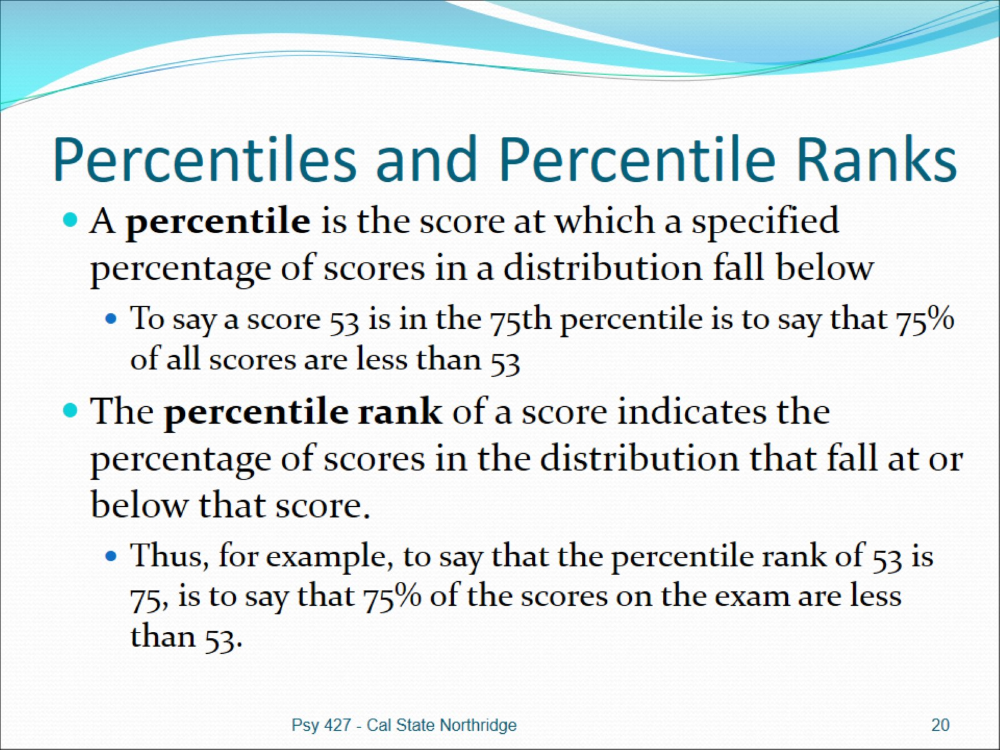 Percentiles and Percentile Ranks
• A percentile is the score at which a specified
percentage of scores in a distribution fall below
• To say a score 53 is in the 75th percentile is to say that 75%
of all scores are less than 53
• The percentile rank of a score indicates the
percentage of scores in the distribution that fall at or
below that score.
• Thus, for example, to say that the percentile rank of 53 is
75, is to say that 75% of the scores on the exam are less
than 53.
Psy 427 - Cal State Northridge
20